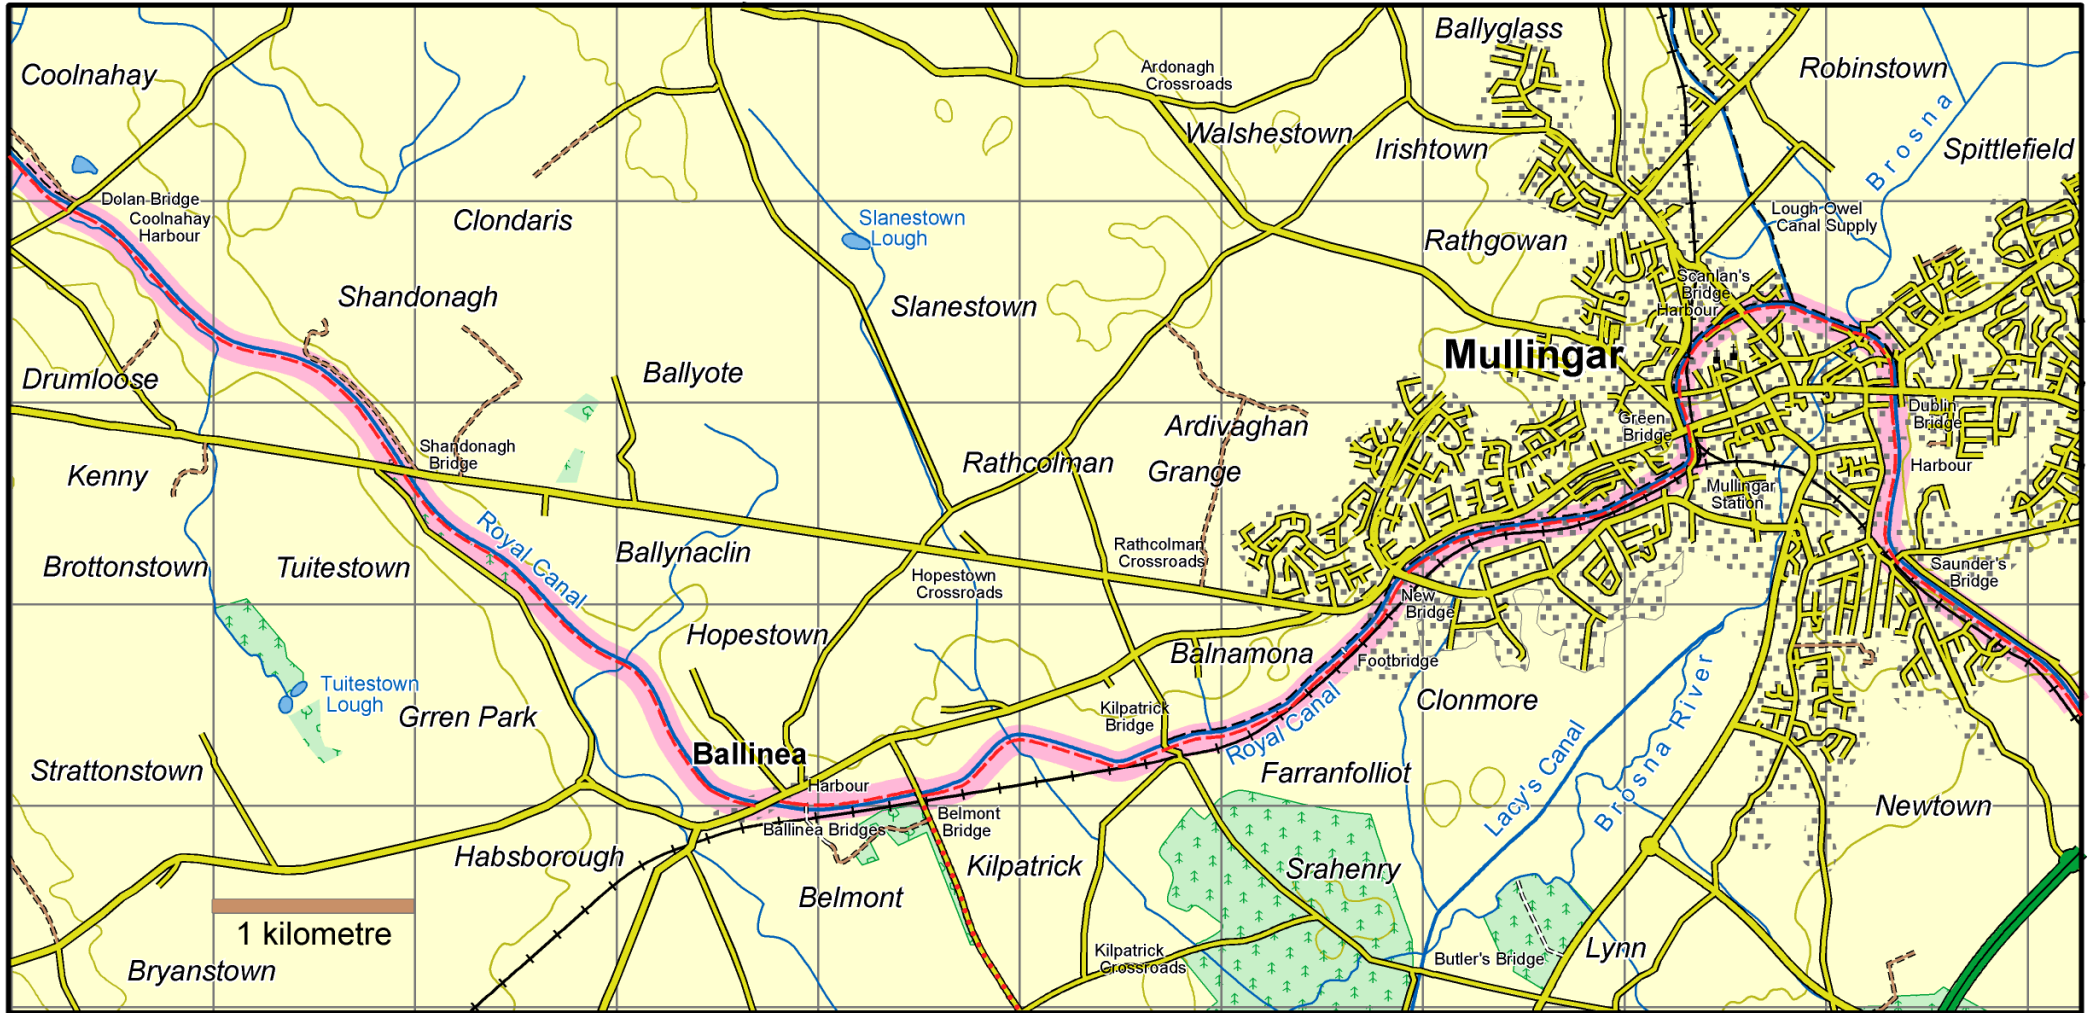 Ballyglass
Coolnahay
Ardonagh
Crossroads
Robinstown
Brosna
Walshestown
Irishtown
Spittlefield
Dolan Bridge
Coolnahay
Harbour
Clondaris
Slanestown
Lough
Lough Owel
Canal Supply
Rathgowan
Shandonagh
Slanestown
Scanlan's
Bridge
Harbour
Mullingar
Drumloose
Ballyote
Ardivaghan
Green
Bridge
Dublin
Bridge
Shandonagh
Bridge
Kenny
Rathcolman
Grange
Harbour
Mullingar
Station
Royal Canal
Brottonstown
Tuitestown
Ballynaclin
Rathcolman
Crossroads
Hopestown
Crossroads
Saunder's
Bridge
New
Bridge
Hopestown
Balnamona
Footbridge
Tuitestown
Lough
Grren Park
Kilpatrick
Bridge
Royal Canal
Clonmore
Brosna River
Lacy's Canal
Strattonstown
Ballinea
Harbour
Farranfolliot
Newtown
Ballinea Bridges
Belmont
Bridge
Habsborough
Kilpatrick
Srahenry
Belmont
1 kilometre
Kilpatrick
Crossroads
Butler's Bridge
Lynn
Bryanstown